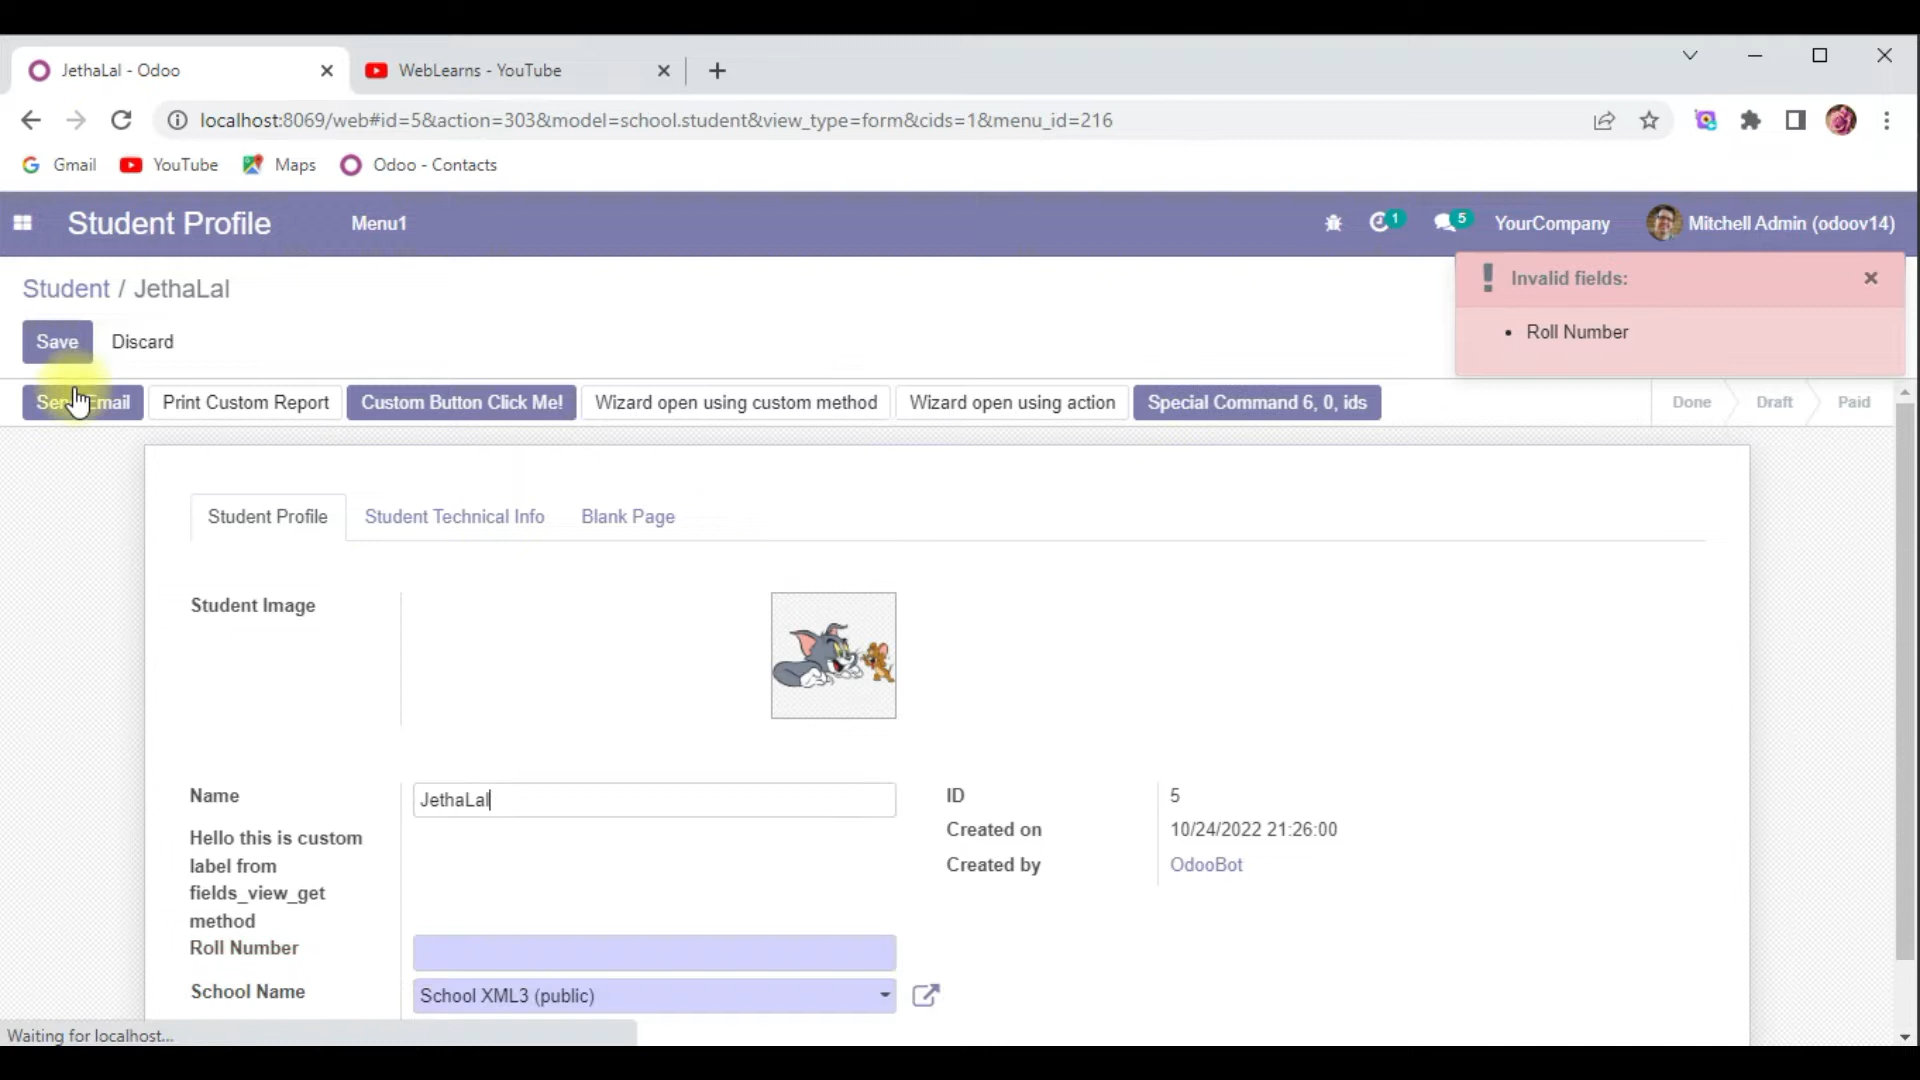 JethaLal - Odoo
WebLearns - YouTube
localhost:8069/web#id=5&action=303&model=school.student&view_type=form&cids=1&menu_id=216
Gmail
YouTube
Maps
Odoo - Contacts
Student Profile
Menu1
1
5
YourCompany
Mitchell Admin (odoov14)
Student / JethaLal
Invalid fields:
Roll Number
Save
Discard
Send Email
Print Custom Report
Custom Button Click Me!
Wizard open using custom method
Wizard open using action
Special Command 6, 0, ids
Done
Draft
Paid
Student Profile
Student Technical Info
Blank Page
Student Image
Name
JethaLal
ID
5
Hello this is custom
label from
fields_view_get
method
Created on
10/24/2022 21:26:00
Created by
OdooBot
Roll Number
School Name
School XML3 (public)
Waiting for localhost...